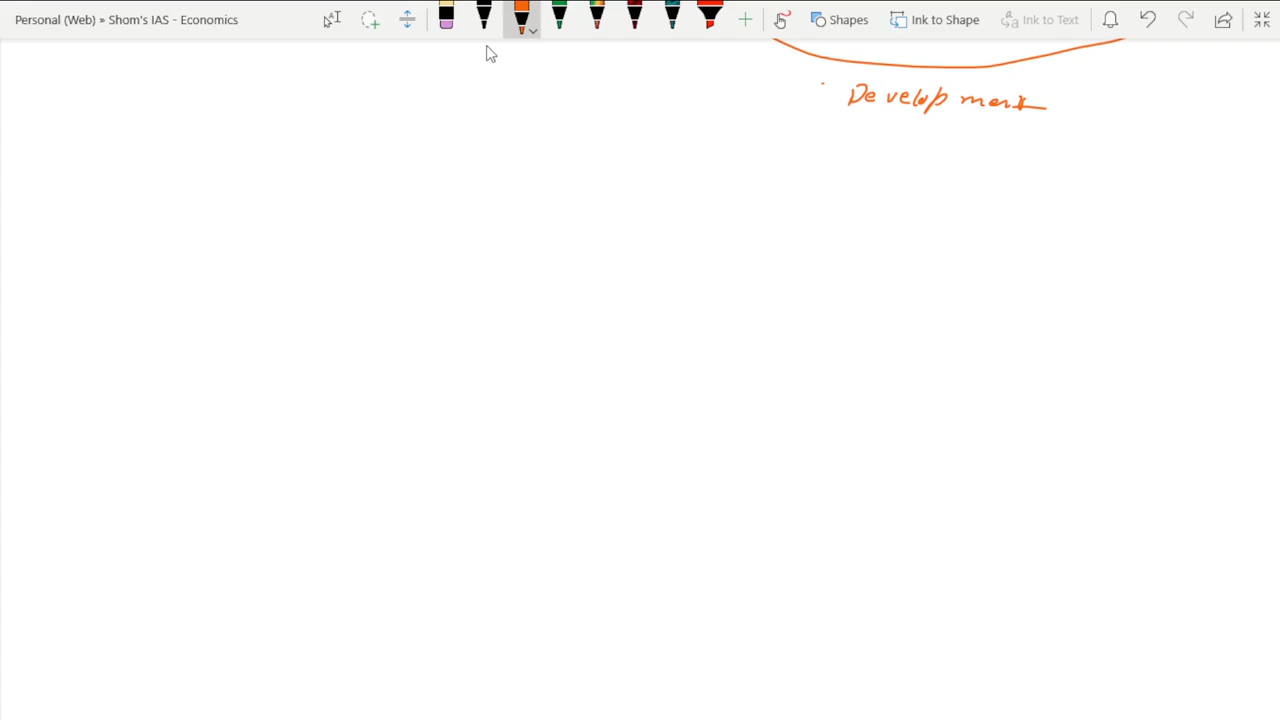 Personal (Web) » Shom's IAS - Economics
Shapes
Ink to Shape
Ink to Text
Development